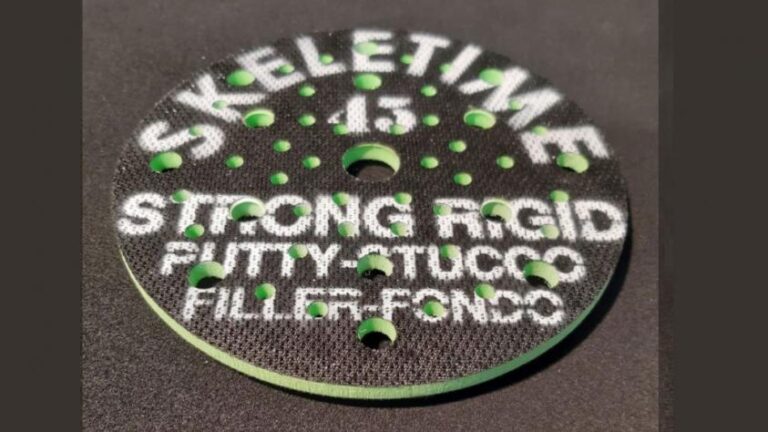 SKELETIME
45
STRONG RIGID
PUTTY-STUCCO
FILLER-FONDO